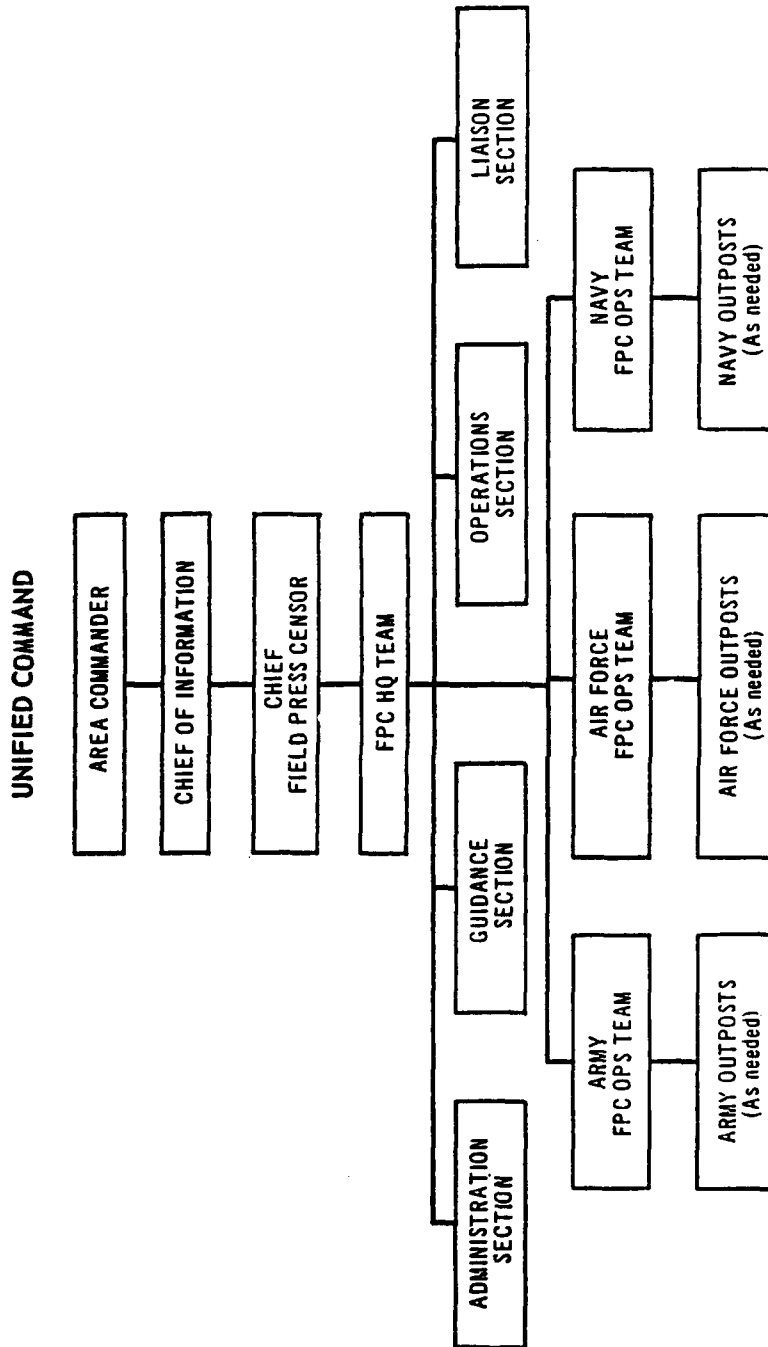 UNIFIED COMMAND
AREA COMMANDER
CHIEF OF INFORMATION
CHIEF
FIELD PRESS CENSOR
FPC HQ TEAM
ADMINISTRATION
SECTION
GUIDANCE
SECTION
OPERATIONS
SECTION
LIAISON
SECTION
ARMY
FPC OPS TEAM
AIR FORCE
FPC OPS TEAM
NAVY
FPC OPS TEAM
ARMY OUTPOSTS
(As needed)
AIR FORCE OUTPOSTS
(As needed)
NAVY OUTPOSTS
(As needed)